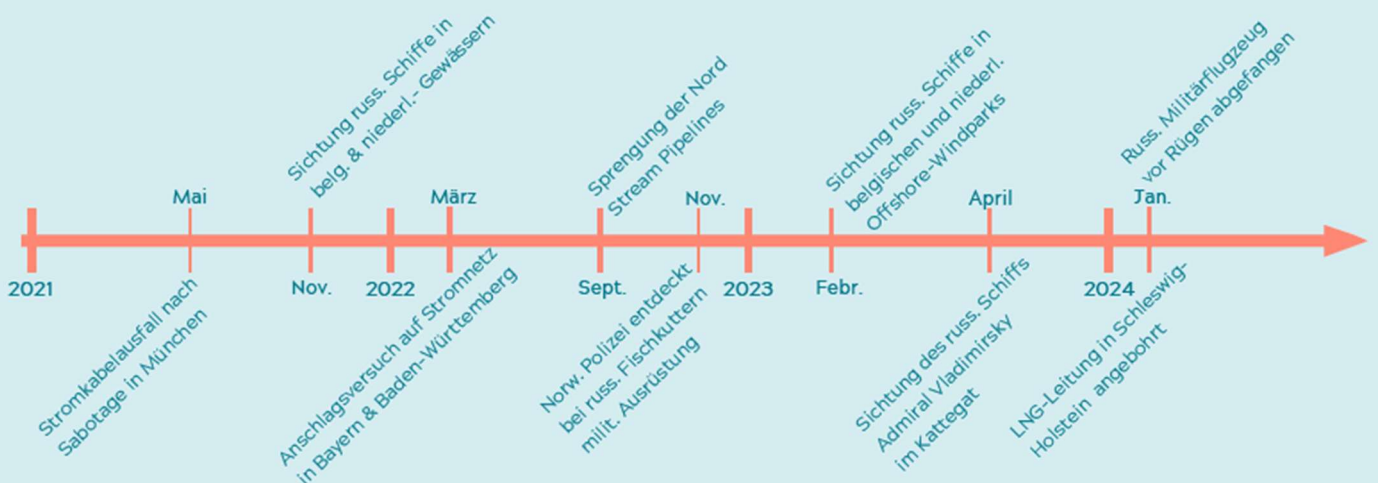 2021
Mai
Stromkabelausfall nach
Sabotage in München
Sichtung russ. Schiffe in
belg. & niederl.- Gewässern
Nov.
2022
März
Anschlagsversuch auf Stromnetz
in Bayern & Baden-Württemberg
Sprengung der Nord
Stream Pipelines
Sept.
Nov.
Norw. Polizei entdeckt
bei russ. Fischkuttern
milit. Ausrüstung
2023
Sichtung russ. Schiffe in
belgischen und niederl.
Offshore-Windparks
Febr.
April
Sichtung des russ. Schiffs
Admiral Vladimirsky
im Kattegat
2024
Russ. Militärflugzeug
vor Rügen abgefangen
Jan.
LNG-Leitung in Schleswig-
Holstein angebohrt